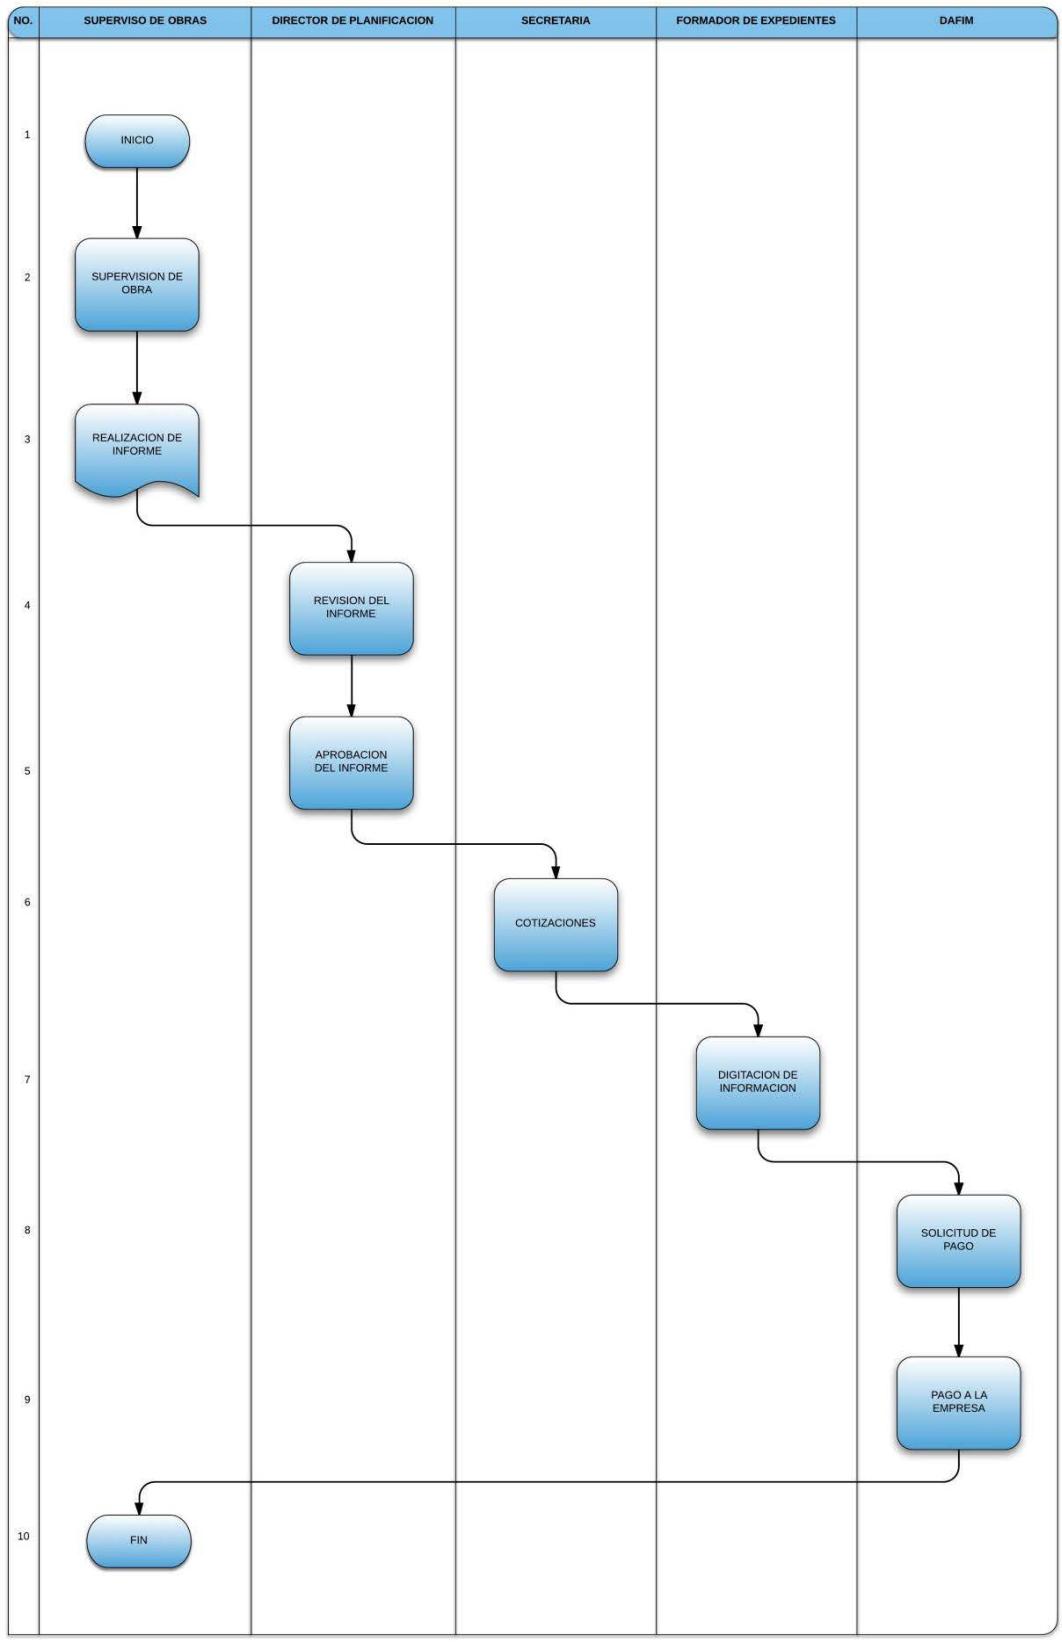 NO. SUPERVISO DE OBRAS DIRECTOR DE PLANIFICACION SECRETARIA FORMADOR DE EXPEDIENTES DAFIM
1
INICIO
2
SUPERVISION DE
OBRA
3
REALIZACION DE
INFORME
4
REVISION DEL
INFORME
5
APROBACION
DEL INFORME
6
COTIZACIONES
7
DIGITACION DE
INFORMACION
8
SOLICITUD DE
PAGO
9
PAGO A LA
EMPRESA
10
FIN